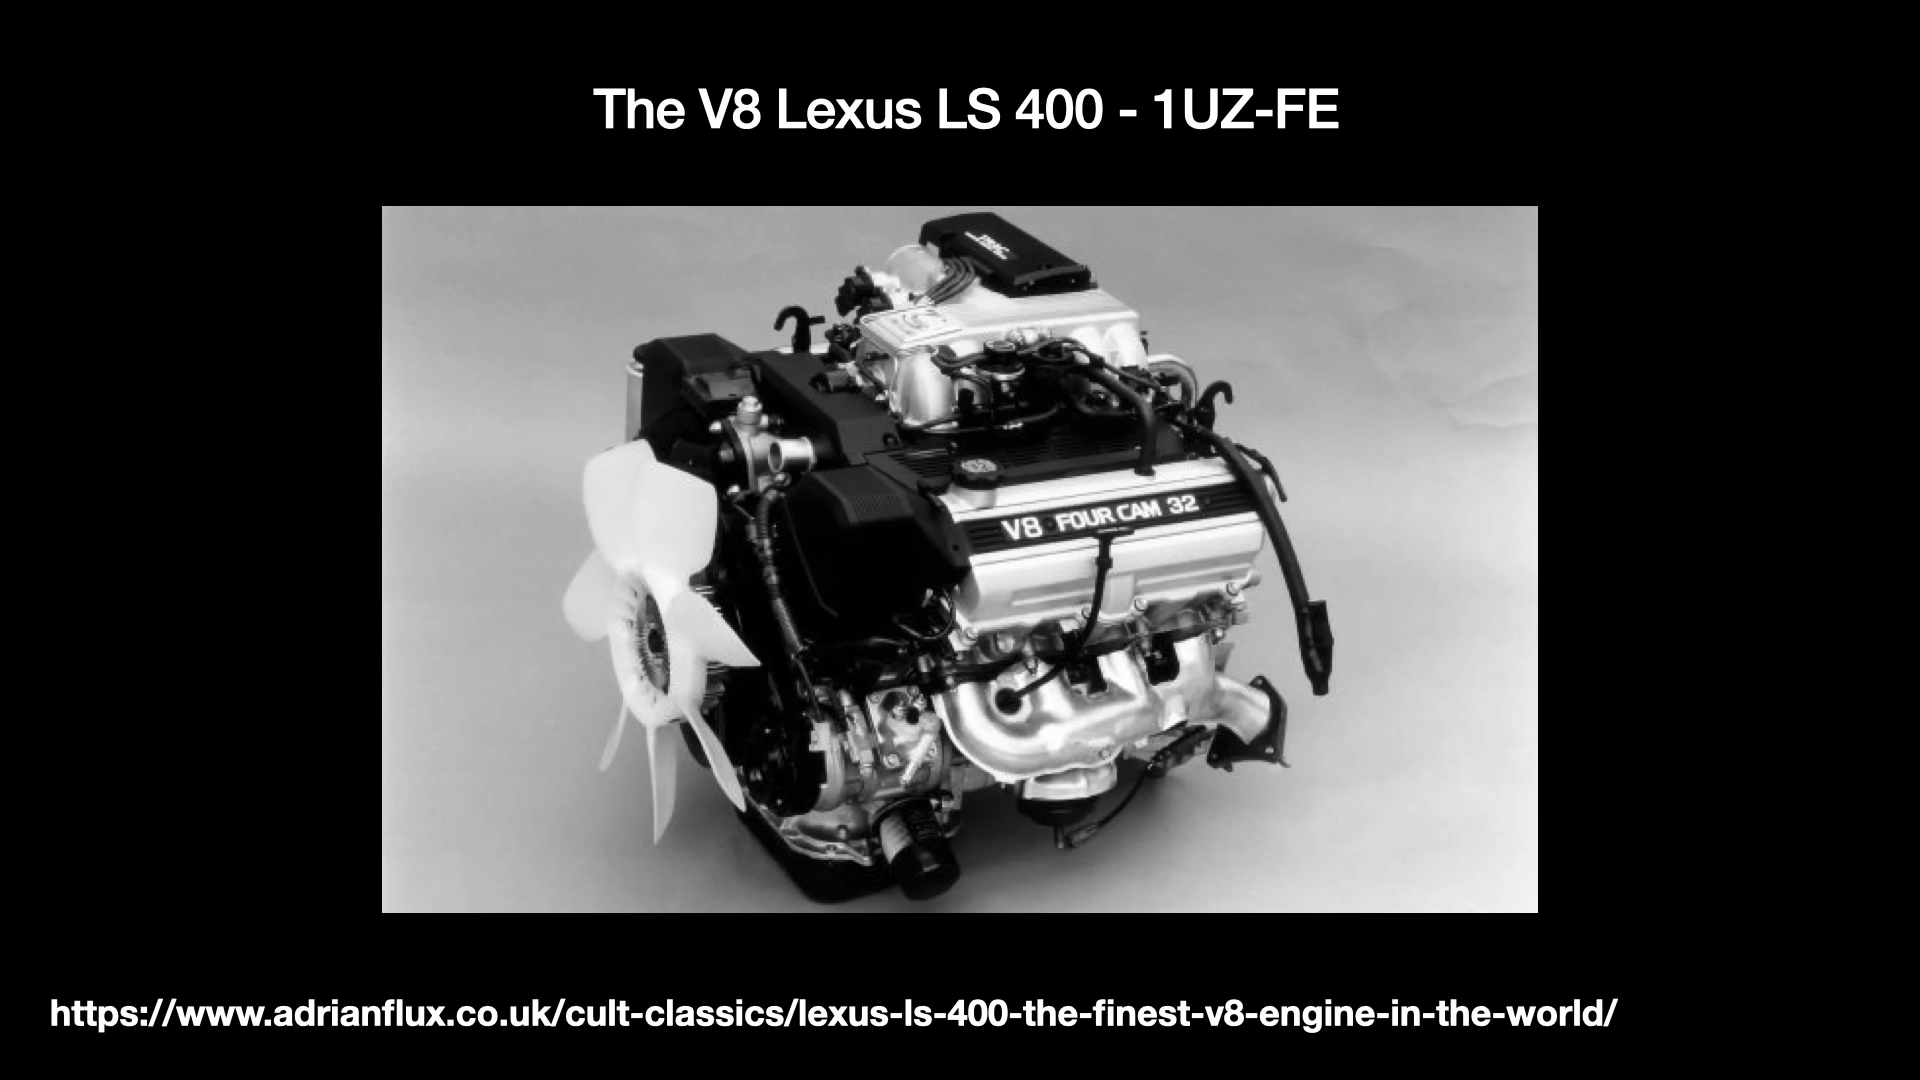 The V8 Lexus LS 400 - 1UZ-FE
V8 FOUR CAM 32
https://www.adrianflux.co.uk/cult-classics/lexus-ls-400-the-finest-v8-engine-in-the-world/